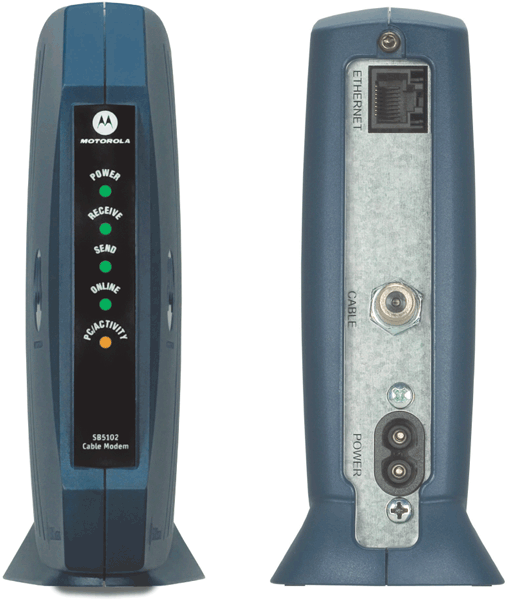 MOTOROLA
POWER
RECEIVE
SEND
ONLINE
PC/ACTIVITY
SB5102
Cable Modem
ETHERNET
CABLE
POWER